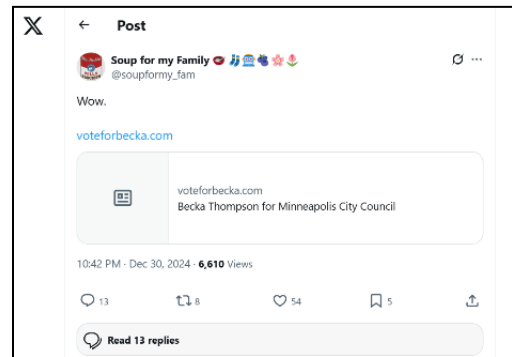 Post
Soup for my Family
@soupformy_fam
Wow.
voteforbecka.com
voteforbecka.com
Becka Thompson for Minneapolis City Council
10:42 PM · Dec 30, 2024 · 6,610 Views
13 8 54 5
Read 13 replies